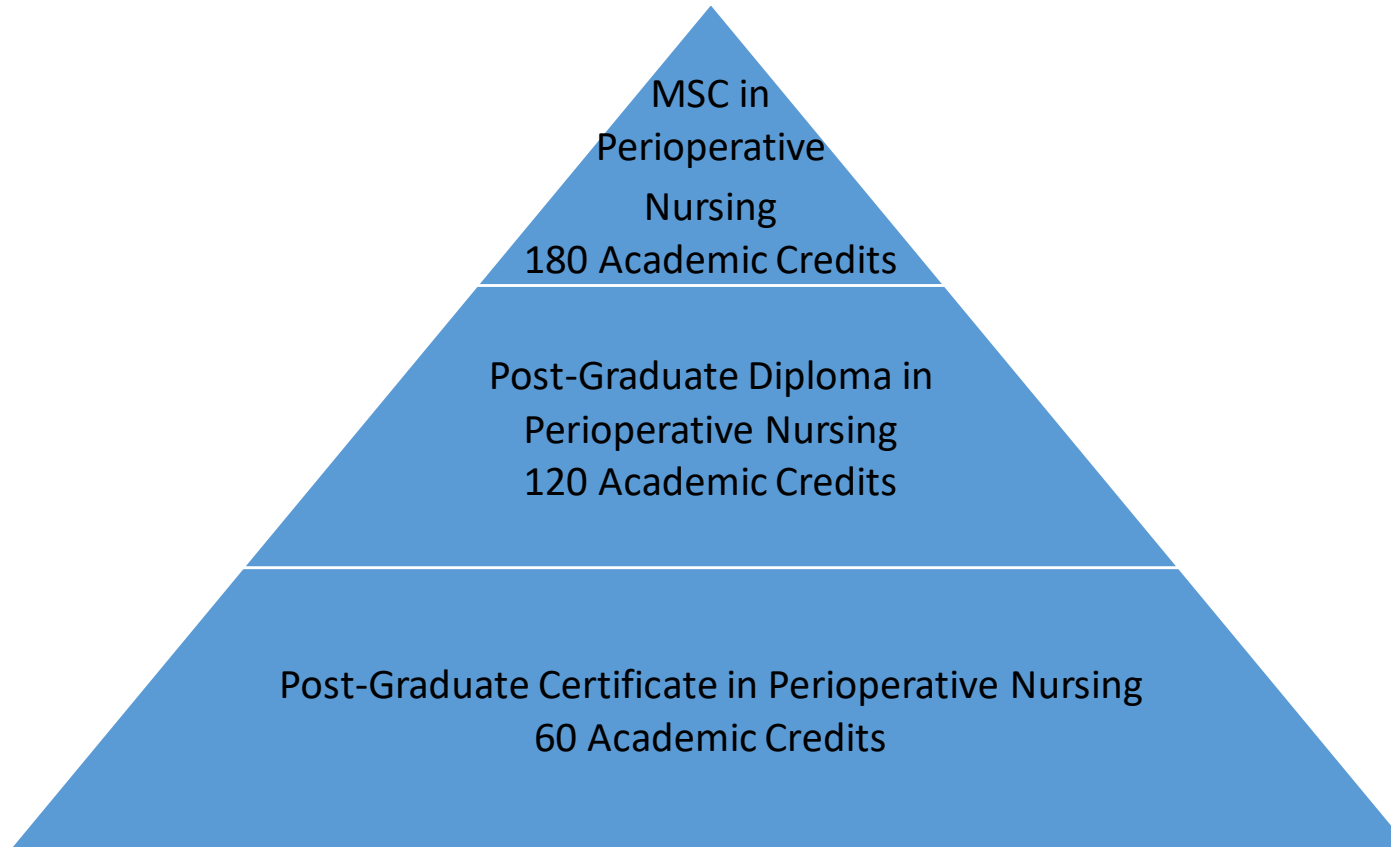 MSC in
Perioperative
Nursing
180 Academic Credits
Post-Graduate Diploma in
Perioperative Nursing
120 Academic Credits
Post-Graduate Certificate in Perioperative Nursing
60 Academic Credits